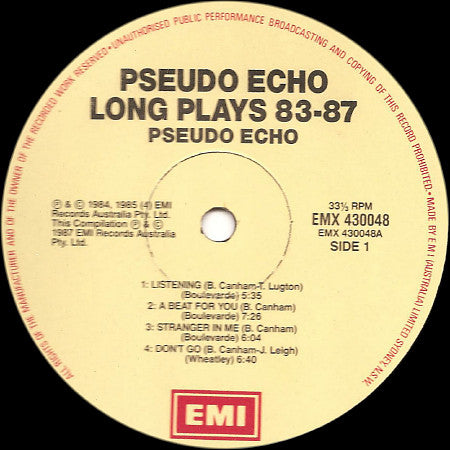 ALL RIGHTS OF THE MANUFACTURER AND OF THE OWNER OF THE RECORDED WORK RESERVED • UNAUTHORISED PUBLIC PERFORMANCE BROADCASTING AND COPYING OF THIS RECORD PROHIBITED • MADE BY EMI (AUSTRALIA) LIMITED SYDNEY, N.S.W.
PSEUDO ECHO
LONG PLAYS 83-87
PSEUDO ECHO
℗ & © 1984, 1985 (4) EMI
Records Australia Pty. Ltd.
This Compilation ℗ & ©
1987 EMI Records Australia
Pty. Ltd.
33⅓ RPM
EMX 430048
EMX 430048A
SIDE 1
1: LISTENING (B. Canham-T. Lugton)
(Boulevarde) 5:35
2: A BEAT FOR YOU (B. Canham)
(Boulevarde) 7:26
3: STRANGER IN ME (B. Canham)
(Boulevarde) 6:04
4: DON'T GO (B. Canham-J. Leigh)
(Wheatley) 6:40
EMI